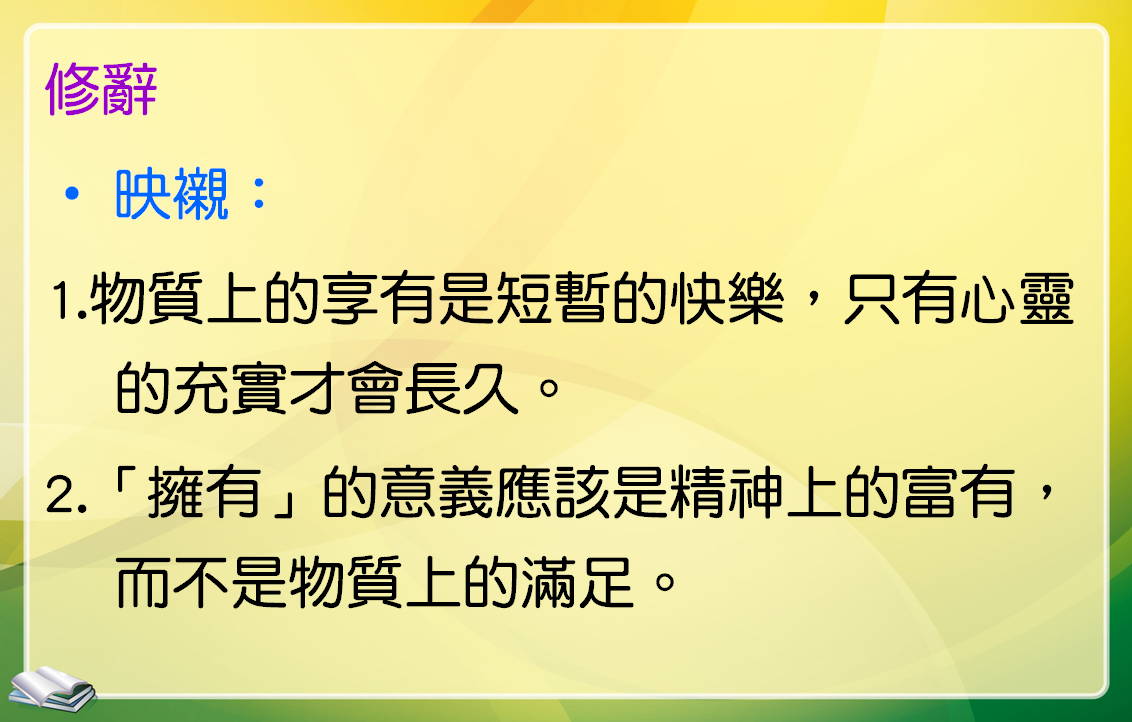 修辭
• 映襯：
1.物質上的享有是短暫的快樂，只有心靈
的充實才會長久。
2.「擁有」的意義應該是精神上的富有，
而不是物質上的滿足。